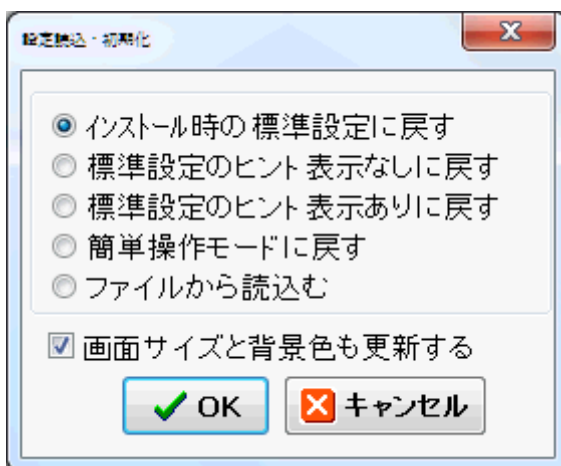 設定読込・初期化
インストール時の標準設定に戻す
標準設定のヒント表示なしに戻す
標準設定のヒント表示ありに戻す
簡単操作モードに戻す
ファイルから読込む
画面サイズと背景色も更新する
OK
キャンセル